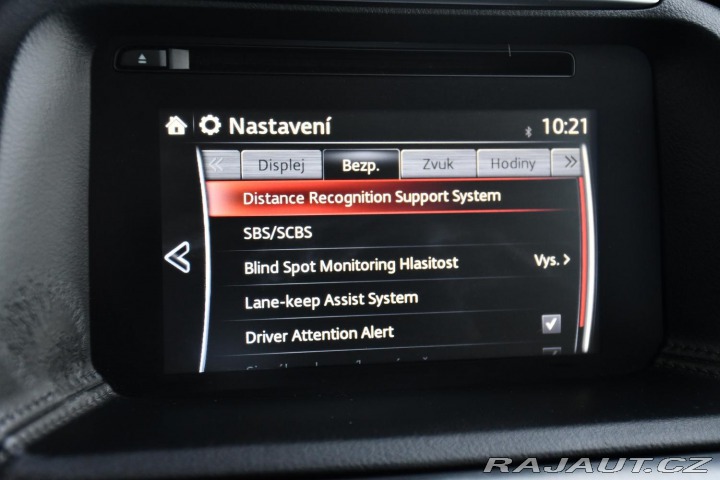 Nastavení 10:21
Displej Bezp. Zvuk Hodiny
Distance Recognition Support System
SBS/SCBS
Blind Spot Monitoring Hlasitost Vys.
Lane-keep Assist System
Driver Attention Alert
RAJAUT.CZ